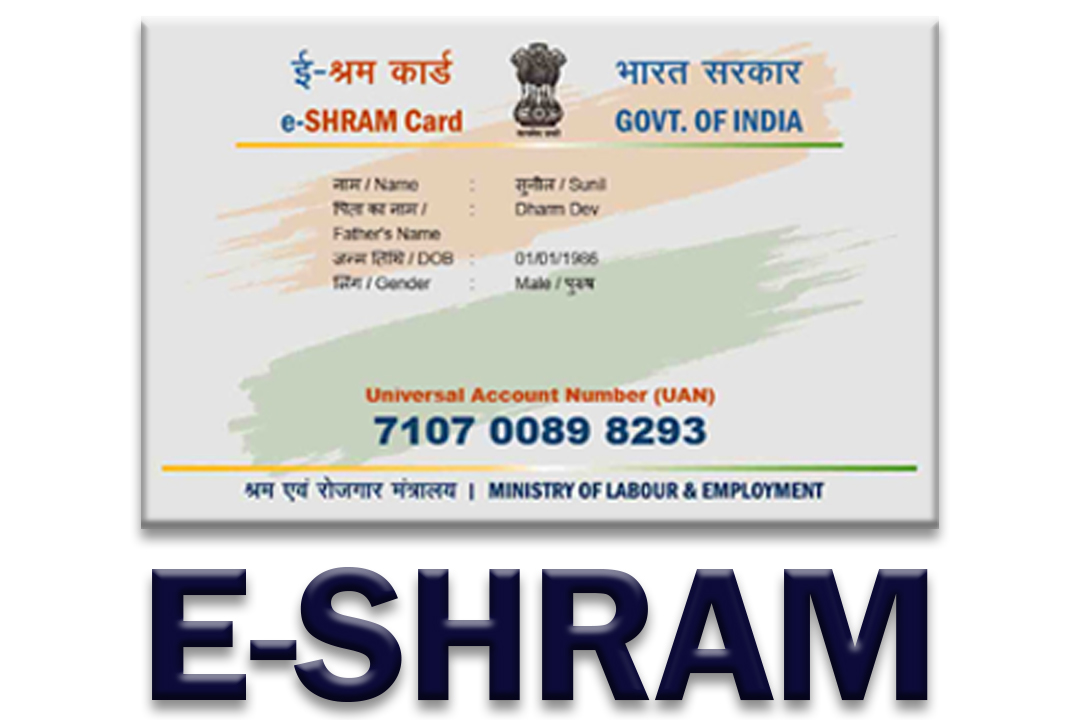 ई-श्रम कार्ड
e-SHRAM Card
भारत सरकार
GOVT. OF INDIA
नाम / Name : सुनील / Sunil
पिता का नाम / : Dharm Dev
Father's Name
जन्म तिथि / DOB : 01/01/1986
लिंग / Gender : Male / पुरुष
Universal Account Number (UAN)
7107 0089 8293
श्रम एवं रोजगार मंत्रालय | MINISTRY OF LABOUR & EMPLOYMENT
E-SHRAM